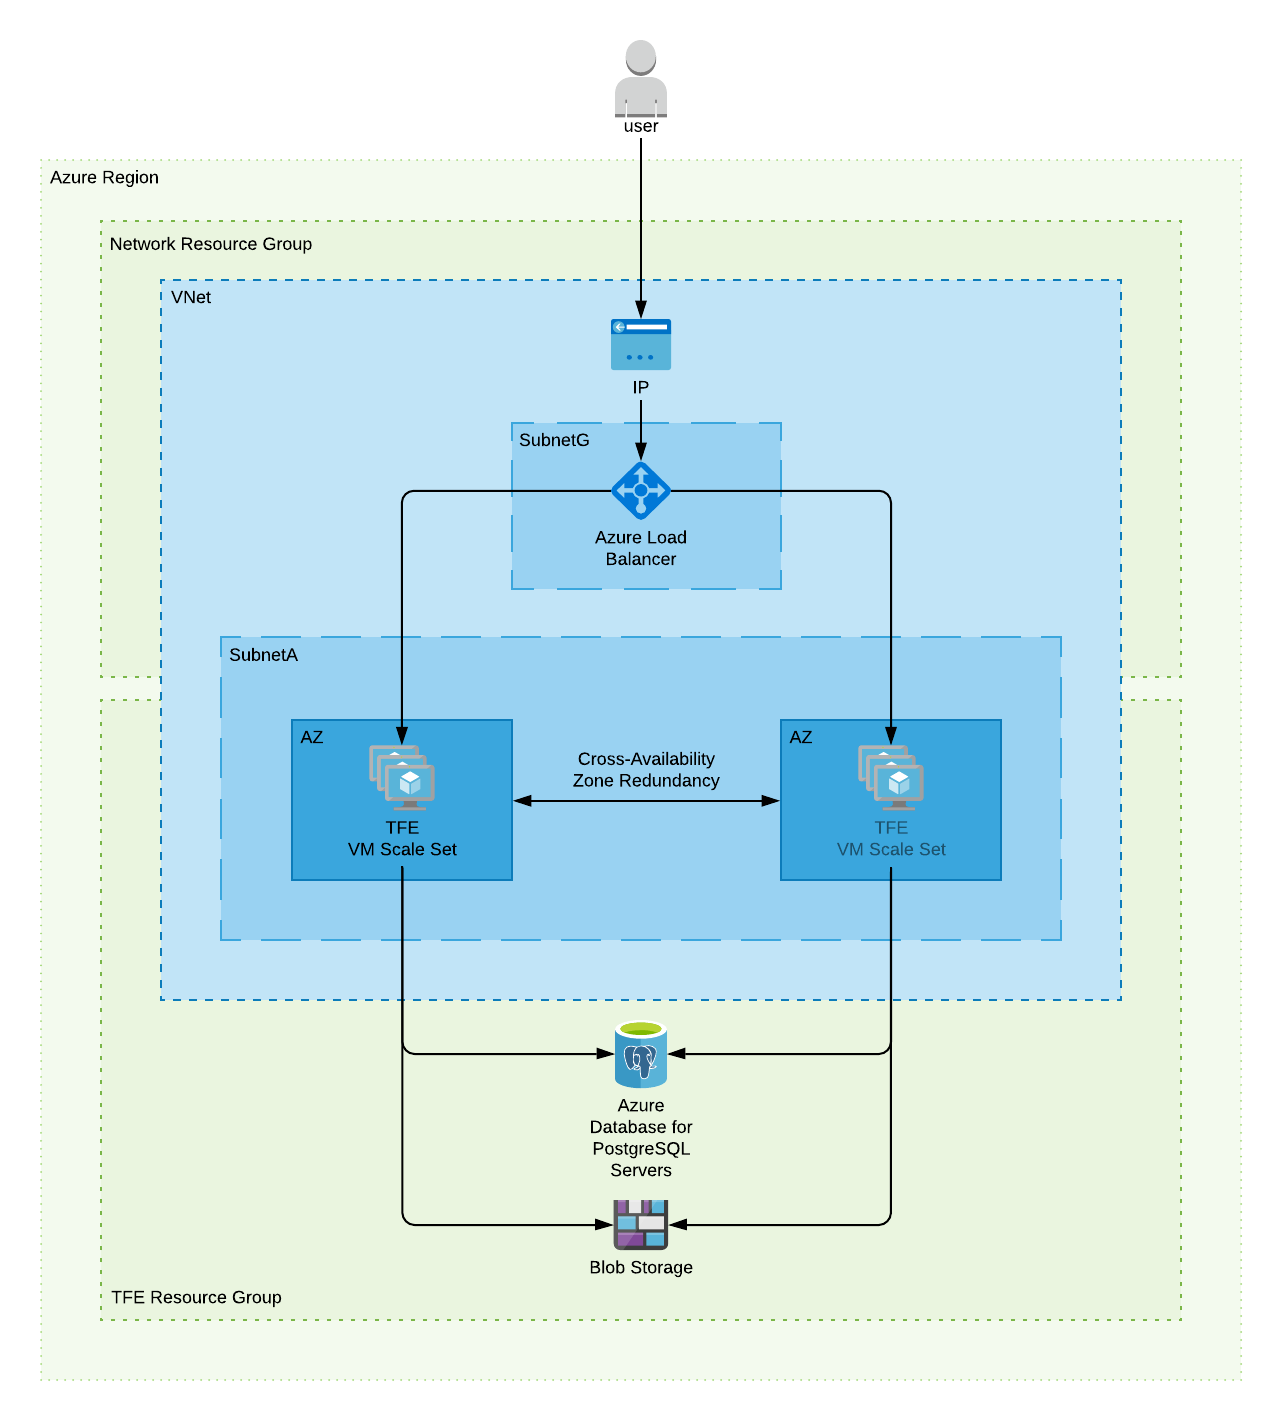 user
Azure Region
Network Resource Group
VNet
IP
SubnetG
Azure Load
Balancer
SubnetA
AZ
TFE
VM Scale Set
Cross-Availability
Zone Redundancy
AZ
TFE
VM Scale Set
Azure
Database for
PostgreSQL
Servers
Blob Storage
TFE Resource Group